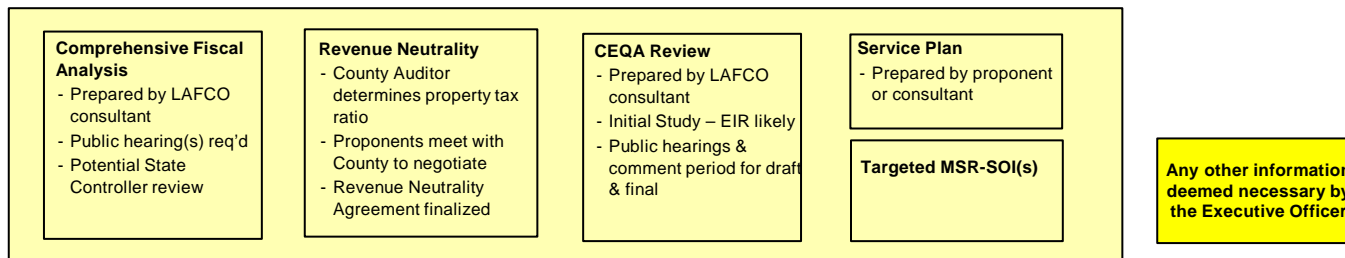 Comprehensive Fiscal
Analysis
- Prepared by LAFCO
consultant
- Public hearing(s) req'd
- Potential State
Controller review
Revenue Neutrality
- County Auditor
determines property tax
ratio
- Proponents meet with
County to negotiate
- Revenue Neutrality
Agreement finalized
CEQA Review
- Prepared by LAFCO
consultant
- Initial Study – EIR likely
- Public hearings &
comment period for draft
& final
Service Plan
- Prepared by proponent
or consultant
Targeted MSR-SOI(s)
Any other information
deemed necessary by
the Executive Officer